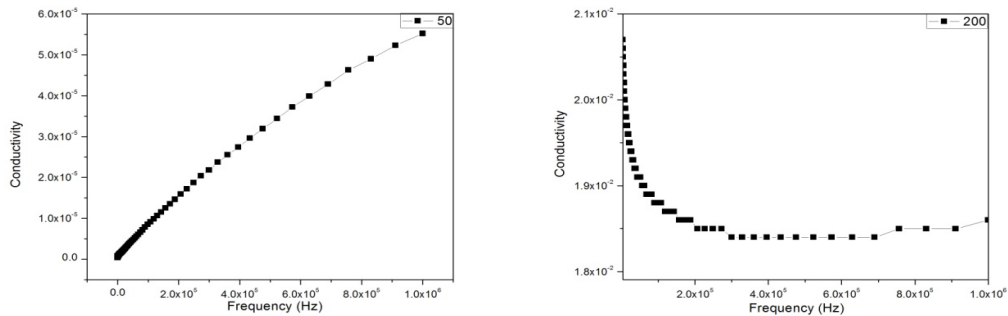 6.0x10⁻⁵
5.0x10⁻⁵
4.0x10⁻⁵
3.0x10⁻⁵
2.0x10⁻⁵
1.0x10⁻⁵
0.0
Conductivity
50
0.0
2.0x10⁵
4.0x10⁵
6.0x10⁵
8.0x10⁵
1.0x10⁶
Frequency (Hz)
2.1x10⁻²
2.0x10⁻²
1.9x10⁻²
1.8x10⁻²
Conductivity
200
2.0x10⁵
4.0x10⁵
6.0x10⁵
8.0x10⁵
1.0x10⁶
Frequency (Hz)